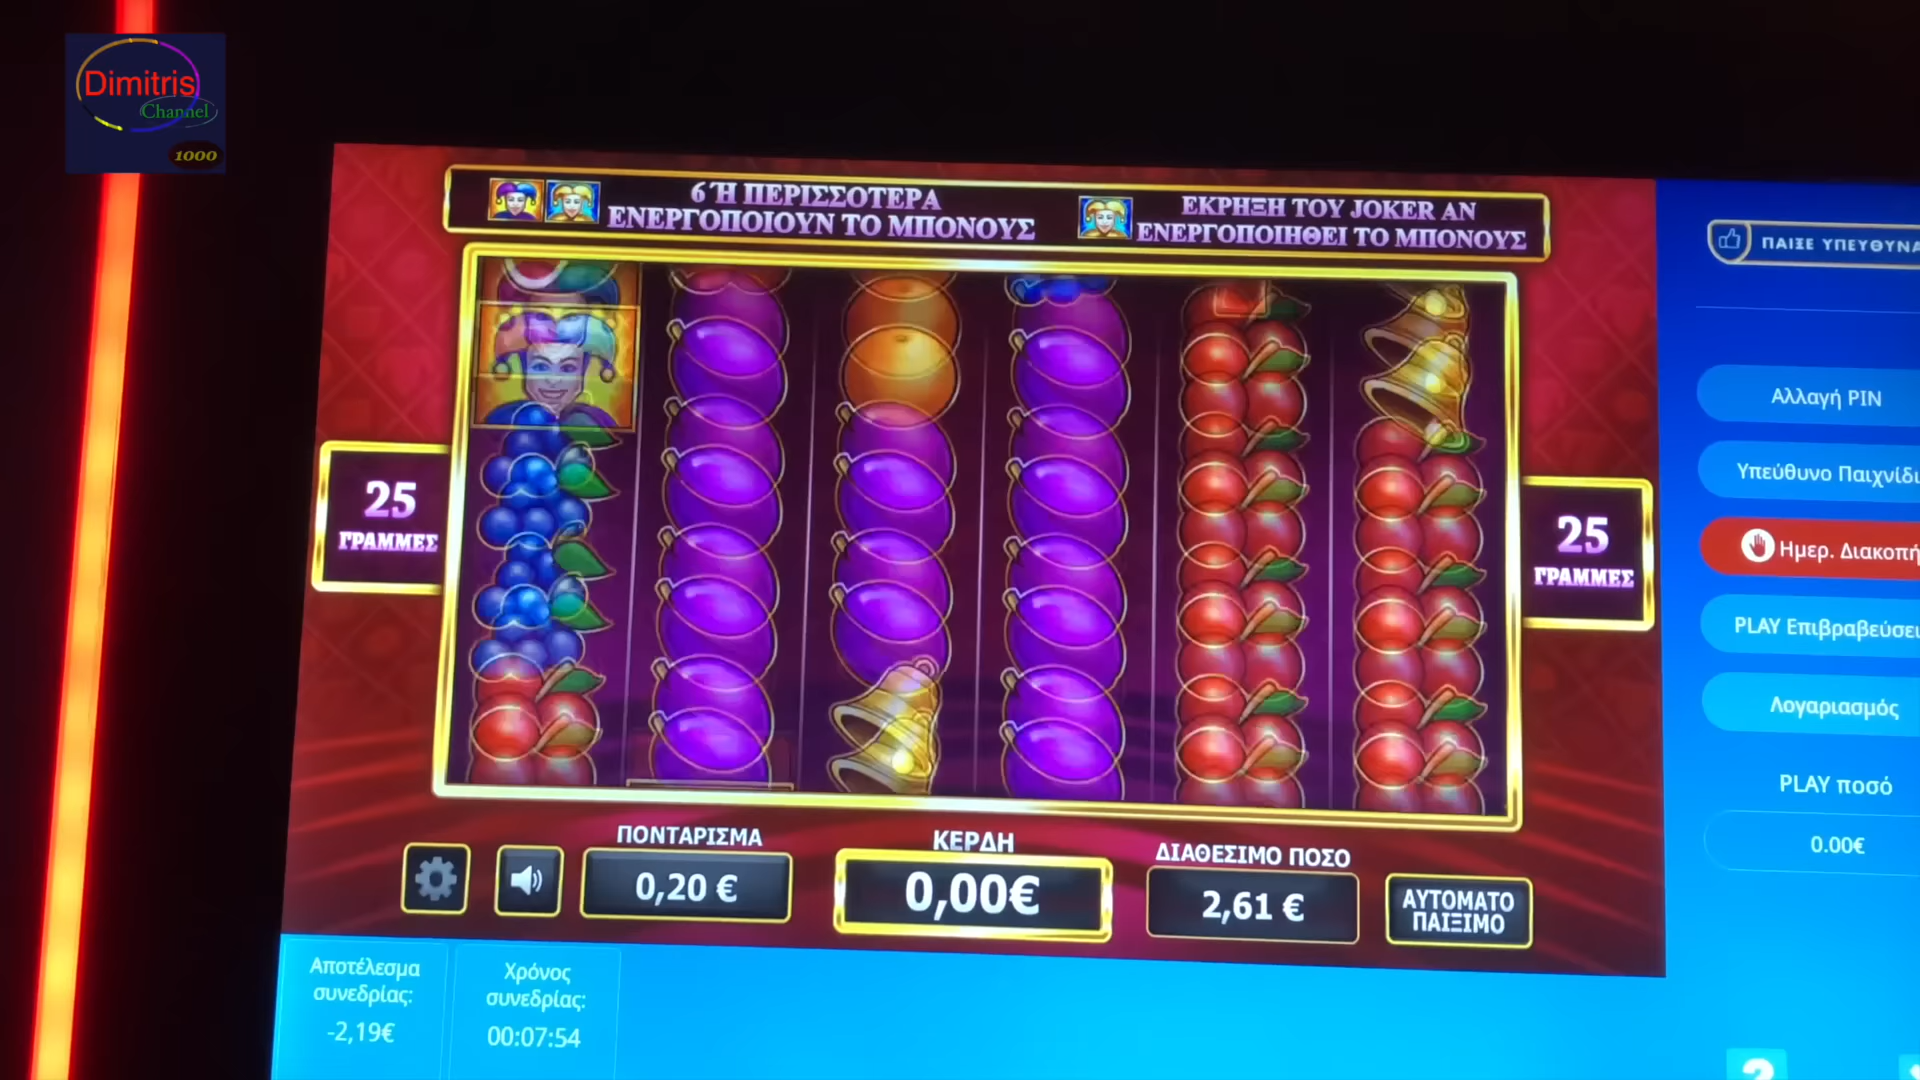 Dimitris
Channel
1000
6 Ή ΠΕΡΙΣΣΟΤΕΡΑ
ΕΝΕΡΓΟΠΟΙΟΥΝ ΤΟ ΜΠΟΝΟΥΣ
ΕΚΡΗΞΗ ΤΟΥ JOKER ΑΝ
ΕΝΕΡΓΟΠΟΙΗΘΕΙ ΤΟ ΜΠΟΝΟΥΣ
25
ΓΡΑΜΜΕΣ
25
ΓΡΑΜΜΕΣ
ΠΟΝΤΑΡΙΣΜΑ
0,20 €
ΚΕΡΔΗ
0,00€
ΔΙΑΘΕΣΙΜΟ ΠΟΣΟ
2,61 €
ΑΥΤΟΜΑΤΟ
ΠΑΙΞΙΜΟ
Αποτέλεσμα
συνεδρίας:
-2,19€
Χρόνος
συνεδρίας:
00:07:54
ΠΑΙΞΕ ΥΠΕΥΘΥΝΑ
Αλλαγή PIN
Υπεύθυνο Παιχνίδι
Ημερ. Διακοπή
PLAY Επιβραβεύσει
Λογαριασμός
PLAY ποσό
0.00€
?